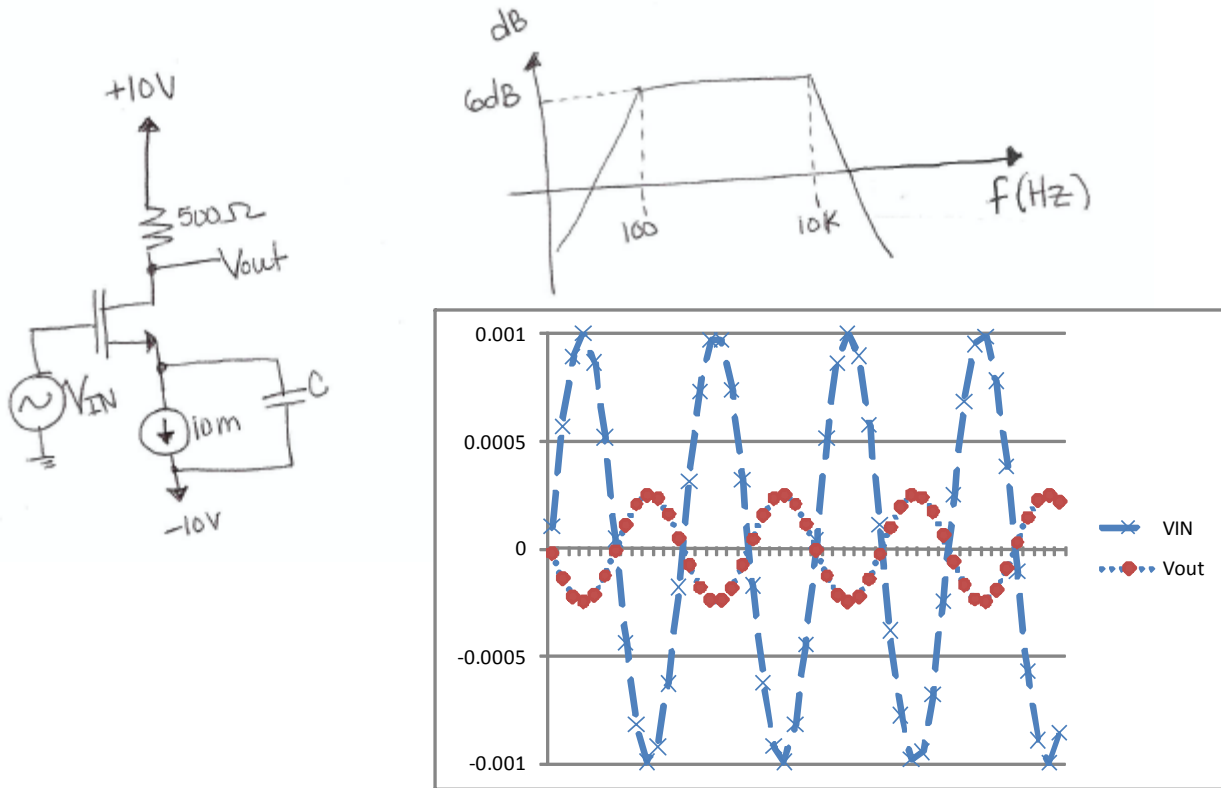 +10V
500Ω
Vout
VIN
10m
C
-10V
dB
6dB
100
10K
f(Hz)
0.001
0.0005
0
-0.0005
-0.001
VIN
Vout